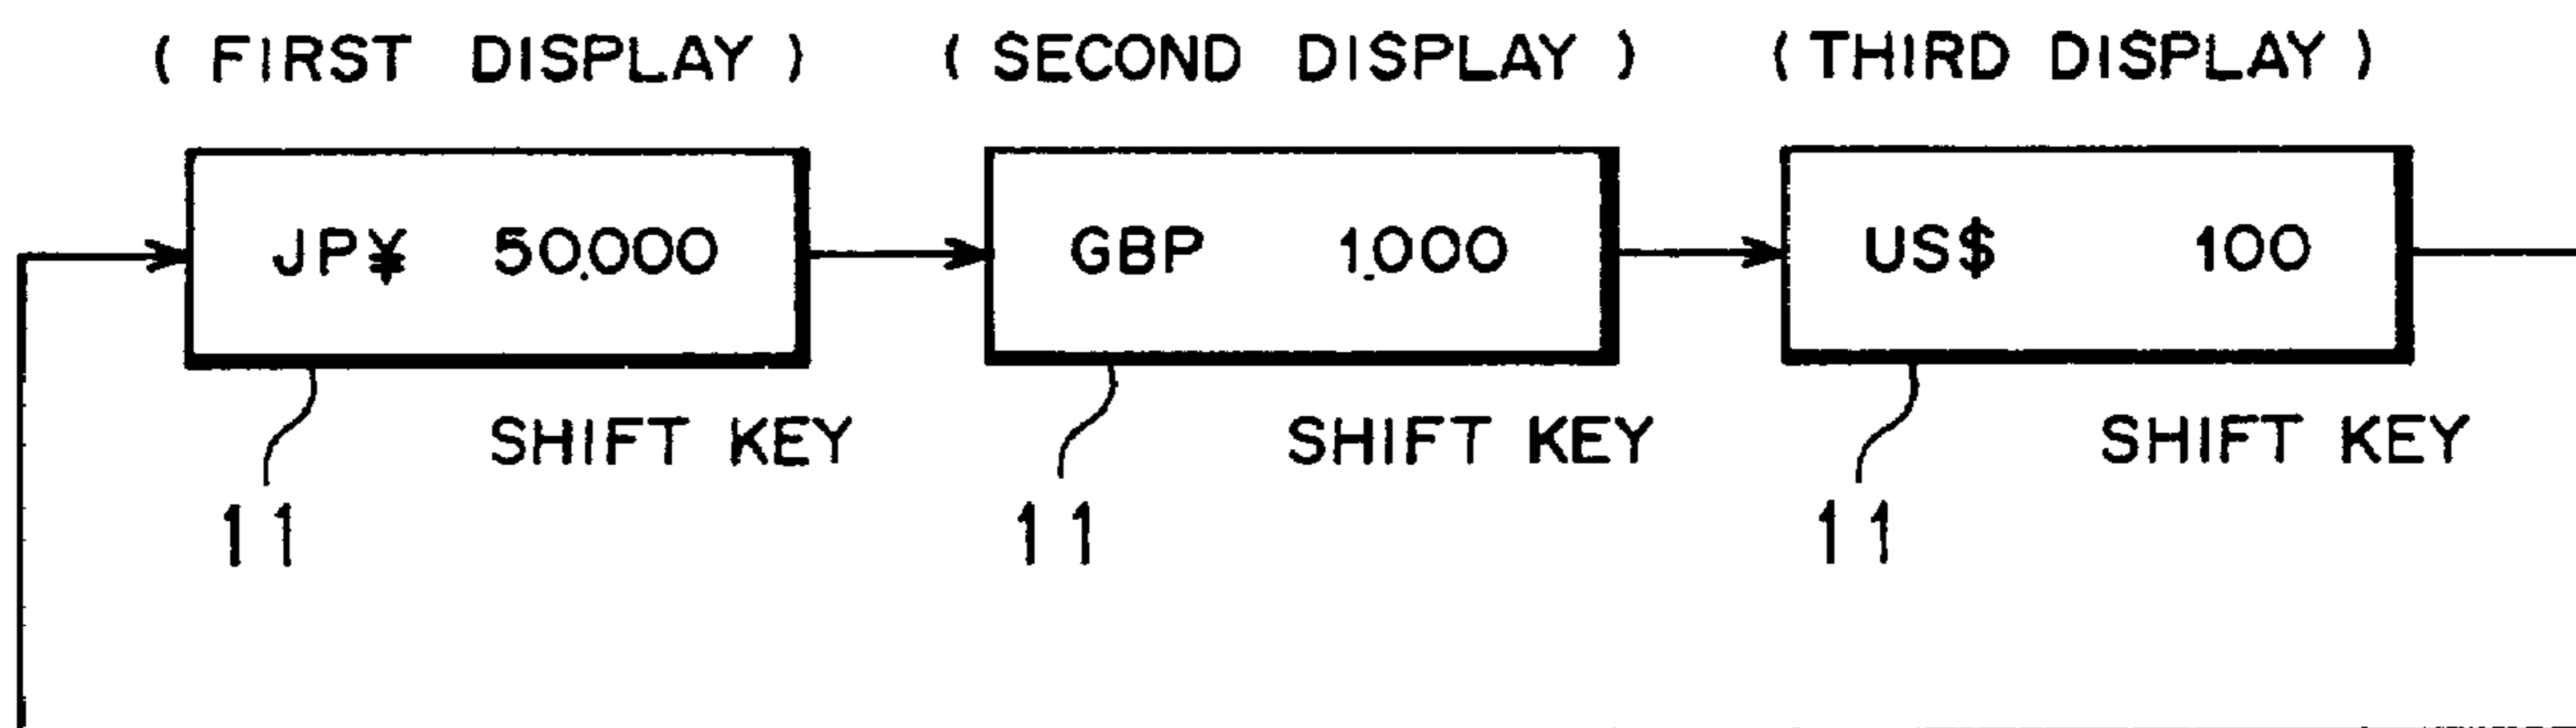 ( FIRST DISPLAY ) ( SECOND DISPLAY ) ( THIRD DISPLAY )
JP¥ 50.000 GBP 1.000 US$ 100
SHIFT KEY SHIFT KEY SHIFT KEY
11 11 11